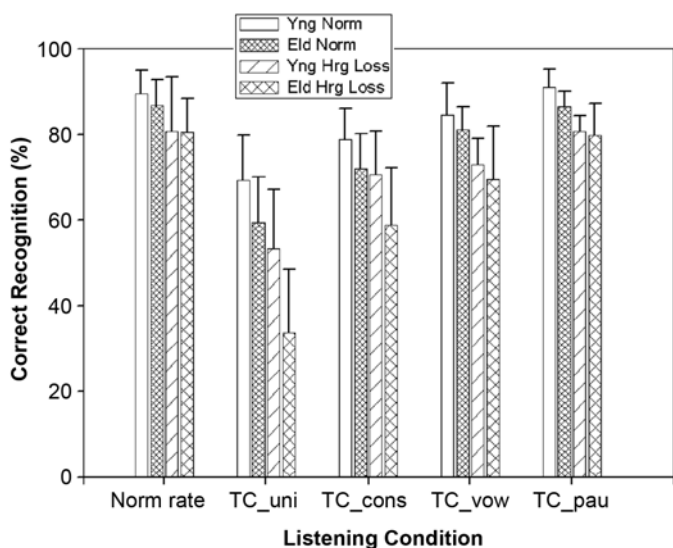 Yng Norm
Eld Norm
Yng Hrg Loss
Eld Hrg Loss
100
80
60
40
20
0
Correct Recognition (%)
Norm rate TC_uni TC_cons TC_vow TC_pau
Listening Condition